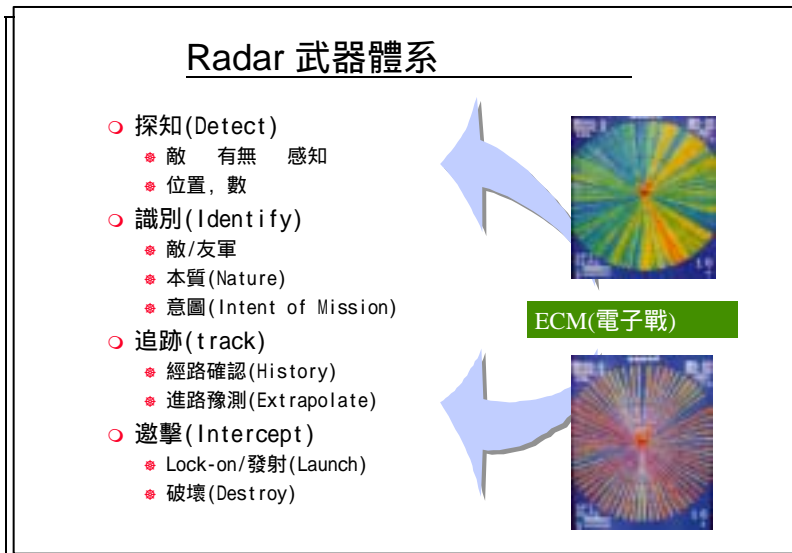 Radar 武器體系
探知(Detect)
敵 有無 感知
位置, 數
識別(Identify)
敵/友軍
本質(Nature)
意圖(Intent of Mission)
追跡(track)
經路確認(History)
進路豫測(Extrapolate)
邀擊(Intercept)
Lock-on/發射(Launch)
破壞(Destroy)
ECM(電子戰)